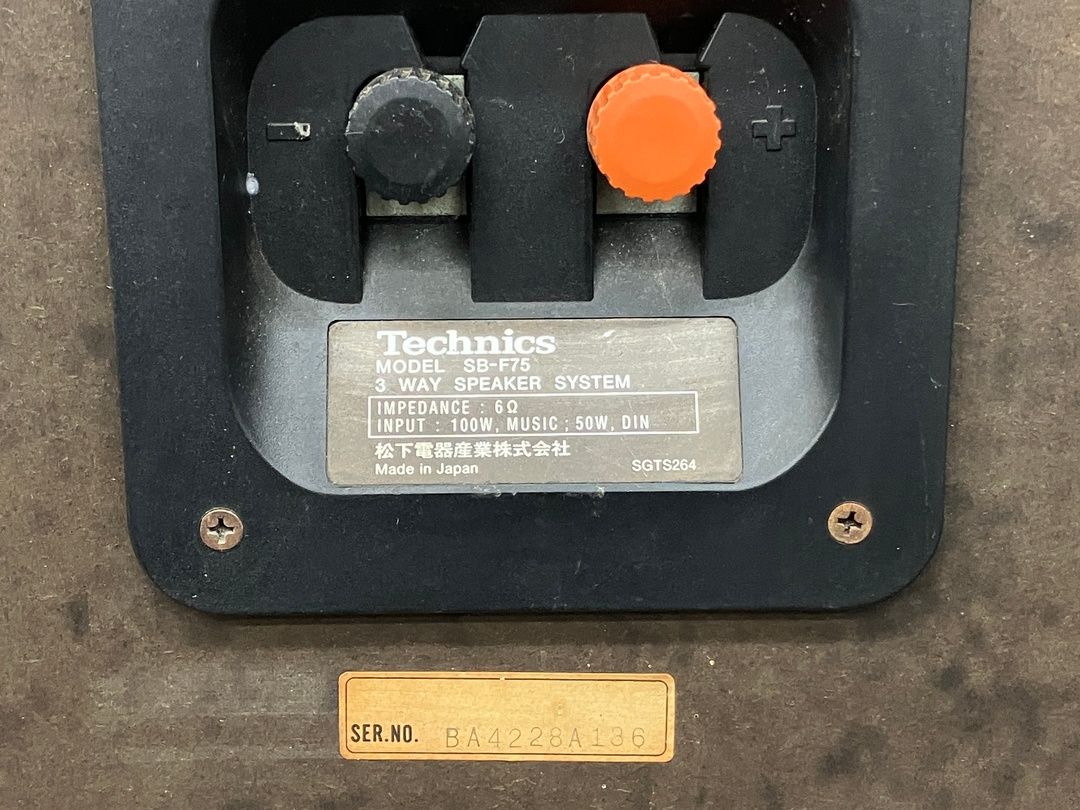 Technics
MODEL SB-F75
3 WAY SPEAKER SYSTEM
IMPEDANCE : 6Ω
INPUT : 100W, MUSIC ; 50W, DIN
松下電器産業株式会社
Made in Japan SGTS264
SER.NO. BA4228A136